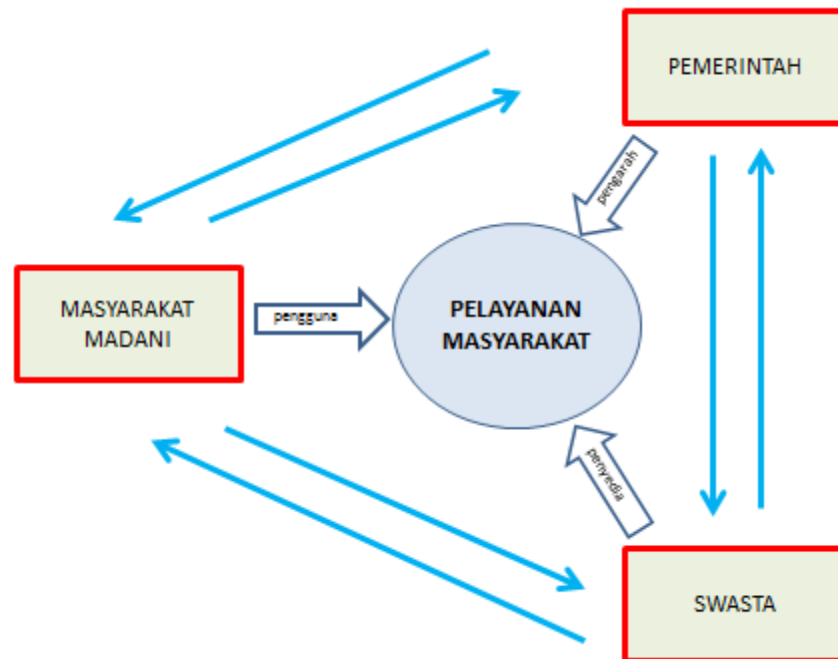 PEMERINTAH
pengarah
MASYARAKAT
MADANI
pengguna
PELAYANAN
MASYARAKAT
penyedia
SWASTA